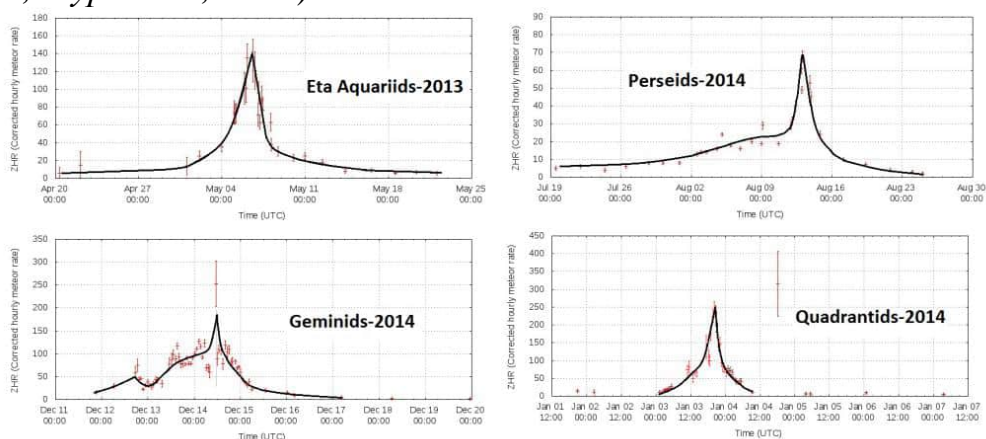 ZHR (Corrected hourly meteor rate)
180
160
140
120
100
80
60
40
20
0
Eta Aquariids-2013
Apr 20 Apr 27 May 04 May 11 May 18 May 25
00:00 00:00 00:00 00:00 00:00 00:00
Time (UTC)
ZHR (Corrected hourly meteor rate)
90
80
70
60
50
40
30
20
10
0
Perseids-2014
Jul 19 Jul 26 Aug 02 Aug 09 Aug 16 Aug 23 Aug 30
00:00 00:00 00:00 00:00 00:00 00:00 00:00
Time (UTC)
ZHR (Corrected hourly meteor rate)
350
300
250
200
150
100
50
0
Geminids-2014
Dec 11 Dec 12 Dec 13 Dec 14 Dec 15 Dec 16 Dec 17 Dec 18 Dec 19 Dec 20
00:00 00:00 00:00 00:00 00:00 00:00 00:00 00:00 00:00 00:00
Time (UTC)
ZHR (Corrected hourly meteor rate)
450
400
350
300
250
200
150
100
50
0
Quadrantids-2014
Jan 01 Jan 02 Jan 02 Jan 03 Jan 03 Jan 04 Jan 04 Jan 05 Jan 05 Jan 06 Jan 06 Jan 07 Jan 07
12:00 00:00 12:00 00:00 12:00 00:00 12:00 00:00 12:00 00:00 12:00 00:00 12:00
Time (UTC)